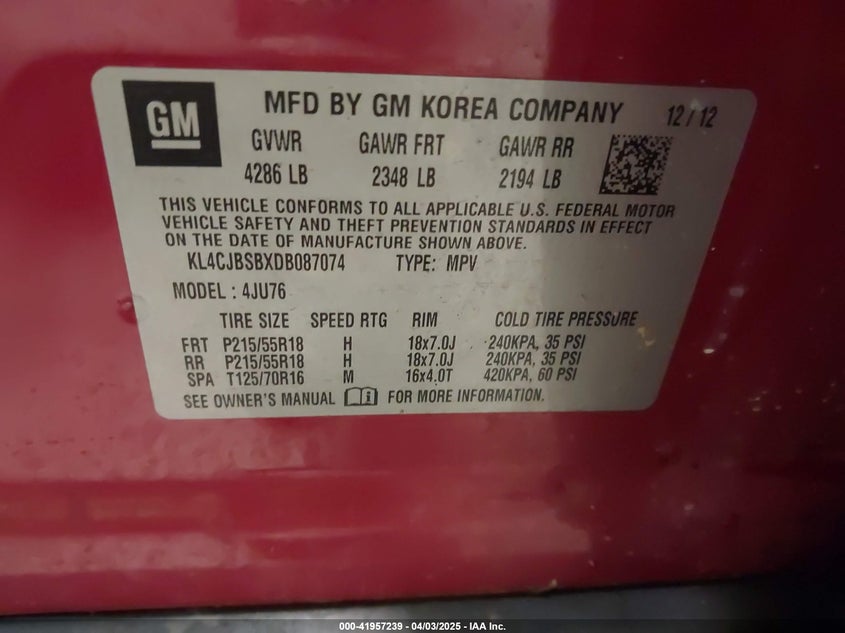 GM
MFD BY GM KOREA COMPANY 12 / 12
GVWR GAWR FRT GAWR RR
4286 LB 2348 LB 2194 LB
THIS VEHICLE CONFORMS TO ALL APPLICABLE U.S. FEDERAL MOTOR
VEHICLE SAFETY AND THEFT PREVENTION STANDARDS IN EFFECT
ON THE DATE OF MANUFACTURE SHOWN ABOVE.
KL4CJBSBXDB087074 TYPE: MPV
MODEL : 4JU76
TIRE SIZE SPEED RTG RIM COLD TIRE PRESSURE
FRT P215/55R18 H 18x7.0J 240KPA, 35 PSI
RR P215/55R18 H 18x7.0J 240KPA, 35 PSI
SPA T125/70R16 M 16x4.0T 420KPA, 60 PSI
SEE OWNER'S MANUAL i FOR MORE INFORMATION.
000-41957239 - 04/03/2025 - IAA Inc.